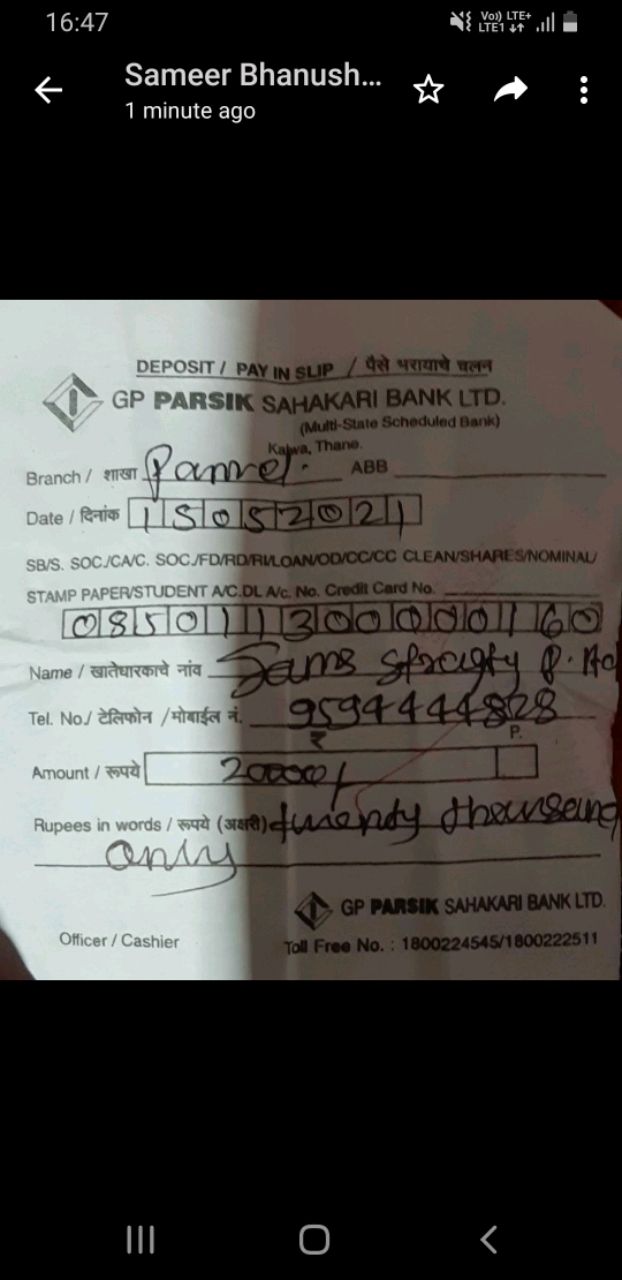 16:47
Vo)) LTE+
LTE1
Sameer Bhanush...
1 minute ago
DEPOSIT / PAY IN SLIP / पैसे भरायाचे चलन
GP PARSIK SAHAKARI BANK LTD.
(Multi-State Scheduled Bank)
Kalwa, Thane.
Branch / शाखा Panvel. ABB
Date / दिनांक 15052021
SB/S. SOC./CA/C. SOC./FD/RD/RI/LOAN/OD/CC/CC CLEAN/SHARES/NOMINAL/
STAMP PAPER/STUDENT A/C.DL A/c. No. Credit Card No.
085011300000160
Name / खातेधारकाचे नांव Sams P.
Tel. No./ टेलिफोन /मोबाईल नं. 9594444828
₹ P.
Amount / रूपये 20000/
Rupees in words / रूपये (अक्षरी) twenty thousand
only
GP PARSIK SAHAKARI BANK LTD.
Officer / Cashier
Toll Free No. : 1800224545/1800222511